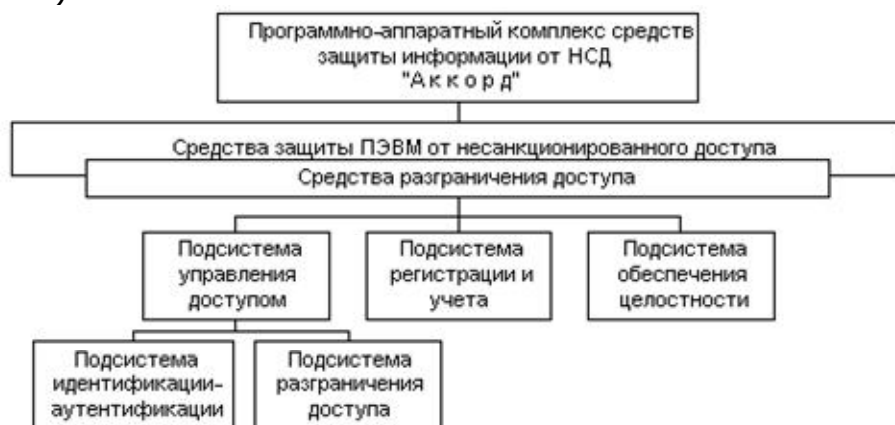 Программно-аппаратный комплекс средств
защиты информации от НСД
"А к к о р д"
Средства защиты ПЭВМ от несанкционированного доступа
Средства разграничения доступа
Подсистема
управления
доступом
Подсистема
регистрации и
учета
Подсистема
обеспечения
целостности
Подсистема
идентификации-
аутентификации
Подсистема
разграничения
доступа